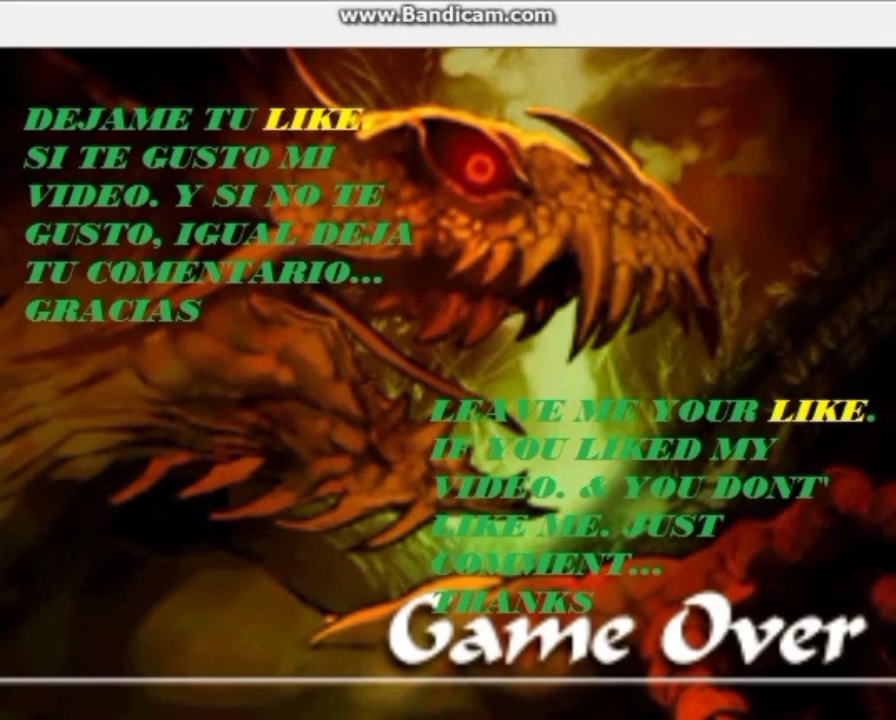 www.Bandicam.com
DEJAME TU LIKE.
SI TE GUSTO MI
VIDEO. Y SI NO TE
GUSTO, IGUAL DEJA
TU COMENTARIO...
GRACIAS
LEAVE ME YOUR LIKE.
IF YOU LIKED MY
VIDEO. & YOU DONT'
LIKE ME. JUST
COMMENT...
THANKS
Game Over